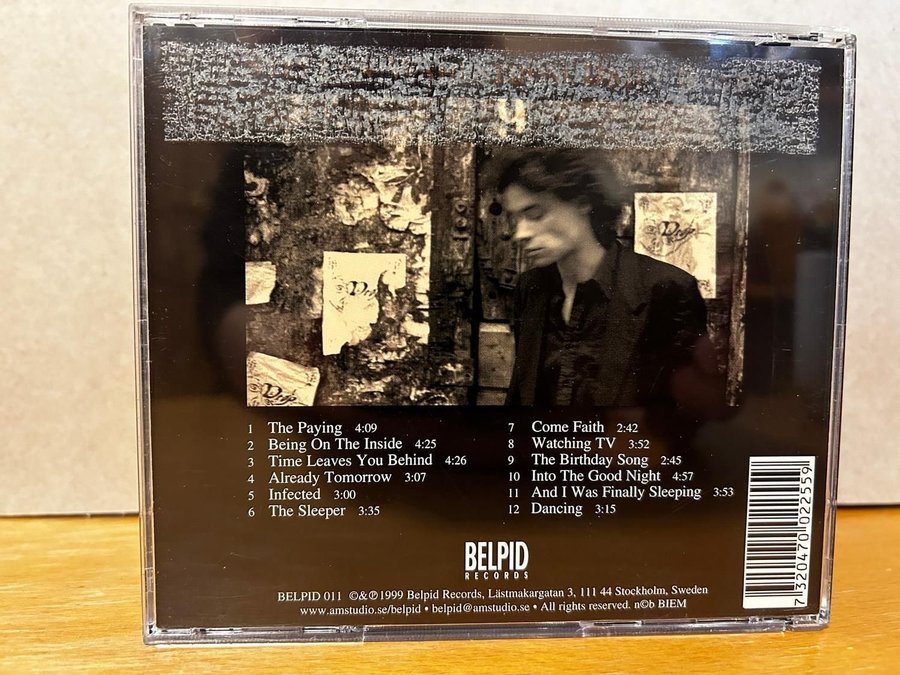 Drop
Drop
Drop
1 The Paying 4:09
2 Being On The Inside 4:25
3 Time Leaves You Behind 4:26
4 Already Tomorrow 3:07
5 Infected 3:00
6 The Sleeper 3:35
7 Come Faith 2:42
8 Watching TV 3:52
9 The Birthday Song 2:45
10 Into The Good Night 4:57
11 And I Was Finally Sleeping 3:53
12 Dancing 3:15
BELPID
RECORDS
BELPID 011 ©&℗1999 Belpid Records, Lästmakargatan 3, 111 44 Stockholm, Sweden
www.amstudio.se/belpid • belpid@amstudio.se • All rights reserved. n©b BIEM
7 320470 022559